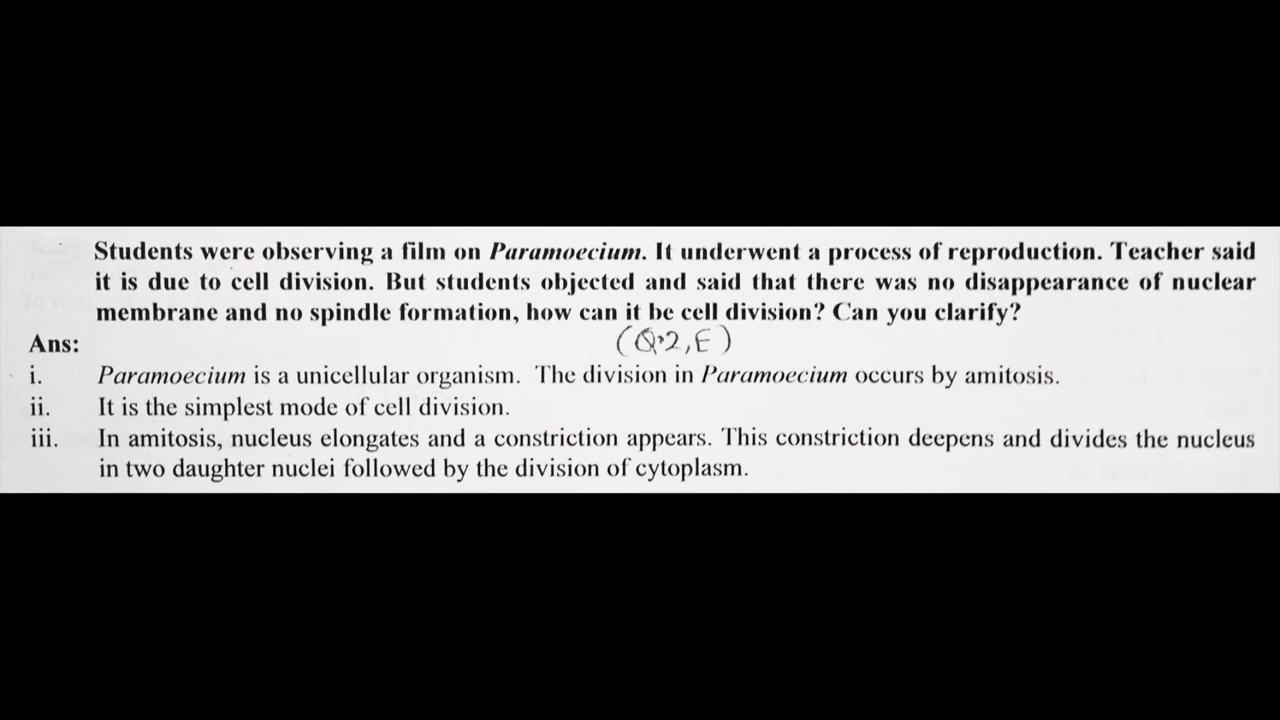 Students were observing a film on Paramoecium. It underwent a process of reproduction. Teacher said
it is due to cell division. But students objected and said that there was no disappearance of nuclear
membrane and no spindle formation, how can it be cell division? Can you clarify?
Ans: (Q.2,E)
i. Paramoecium is a unicellular organism. The division in Paramoecium occurs by amitosis.
ii. It is the simplest mode of cell division.
iii. In amitosis, nucleus elongates and a constriction appears. This constriction deepens and divides the nucleus
in two daughter nuclei followed by the division of cytoplasm.